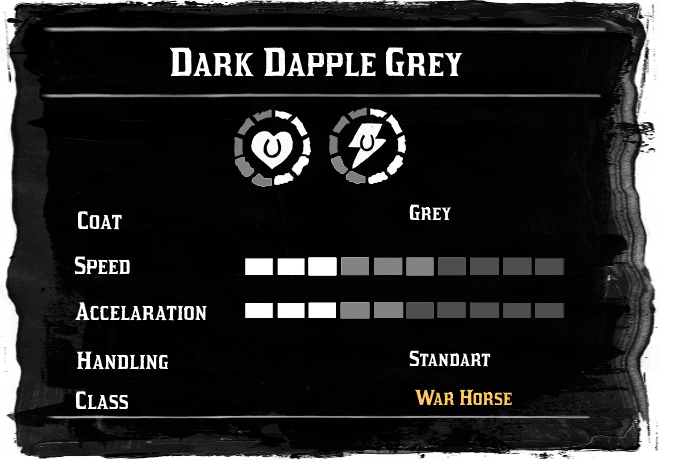 Dark Dapple Grey
Coat Grey
Speed
Accelaration
Handling Standart
Class War Horse